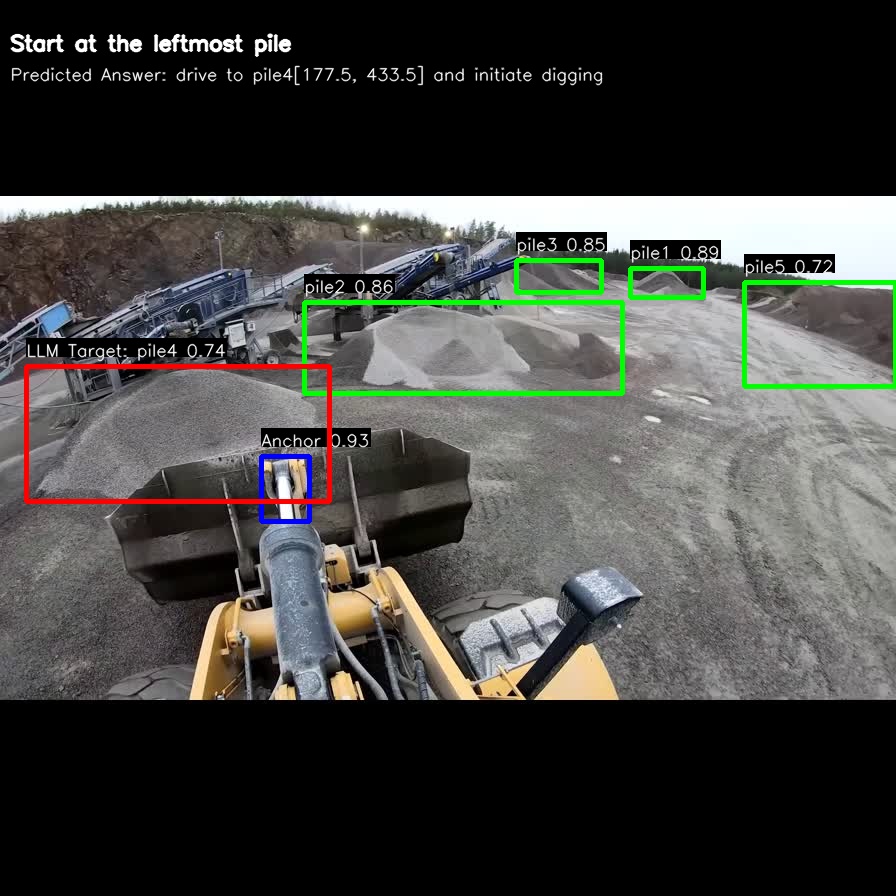 Start at the leftmost pile
Predicted Answer: drive to pile4[177.5, 433.5] and initiate digging
pile3 0.85
pile1 0.89
pile5 0.72
pile2 0.86
LLM Target: pile4 0.74
Anchor 0.93